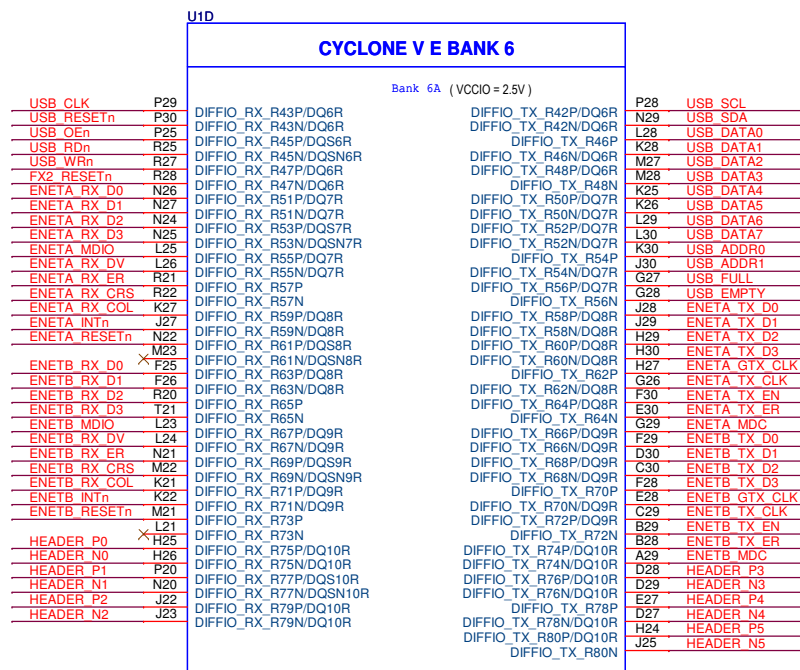 U1D
CYCLONE V E BANK 6
Bank 6A ( VCCIO = 2.5V )
USB_CLK P29 DIFFIO_RX_R43P/DQ6R DIFFIO_TX_R42P/DQ6R P28 USB_SCL
USB_RESETn P30 DIFFIO_RX_R43N/DQ6R DIFFIO_TX_R42N/DQ6R N29 USB_SDA
USB_OEn P25 DIFFIO_RX_R45P/DQS6R DIFFIO_TX_R46P L28 USB_DATA0
USB_RDn R25 DIFFIO_RX_R45N/DQSN6R DIFFIO_TX_R46N/DQ6R K28 USB_DATA1
USB_WRn R27 DIFFIO_RX_R47P/DQ6R DIFFIO_TX_R48P/DQ6R M27 USB_DATA2
FX2_RESETn R28 DIFFIO_RX_R47N/DQ6R DIFFIO_TX_R48N M28 USB_DATA3
ENETA_RX_D0 N26 DIFFIO_RX_R51P/DQ7R DIFFIO_TX_R50P/DQ7R K25 USB_DATA4
ENETA_RX_D1 N27 DIFFIO_RX_R51N/DQ7R DIFFIO_TX_R50N/DQ7R K26 USB_DATA5
ENETA_RX_D2 N24 DIFFIO_RX_R53P/DQS7R DIFFIO_TX_R52P/DQ7R L29 USB_DATA6
ENETA_RX_D3 N25 DIFFIO_RX_R53N/DQSN7R DIFFIO_TX_R52N/DQ7R L30 USB_DATA7
ENETA_MDIO L25 DIFFIO_RX_R55P/DQ7R DIFFIO_TX_R54P K30 USB_ADDR0
ENETA_RX_DV L26 DIFFIO_RX_R55N/DQ7R DIFFIO_TX_R54N/DQ7R J30 USB_ADDR1
ENETA_RX_ER R21 DIFFIO_RX_R57P DIFFIO_TX_R56P/DQ7R G27 USB_FULL
ENETA_RX_CRS R22 DIFFIO_RX_R57N DIFFIO_TX_R56N G28 USB_EMPTY
ENETA_RX_COL K27 DIFFIO_RX_R59P/DQ8R DIFFIO_TX_R58P/DQ8R J28 ENETA_TX_D0
ENETA_INTn J27 DIFFIO_RX_R59N/DQ8R DIFFIO_TX_R58N/DQ8R J29 ENETA_TX_D1
ENETA_RESETn N22 DIFFIO_RX_R61P/DQS8R DIFFIO_TX_R60P/DQ8R H29 ENETA_TX_D2
M23 DIFFIO_RX_R61N/DQSN8R DIFFIO_TX_R60N/DQ8R H30 ENETA_TX_D3
ENETB_RX_D0 F25 DIFFIO_RX_R63P/DQ8R DIFFIO_TX_R62P H27 ENETA_GTX_CLK
ENETB_RX_D1 F26 DIFFIO_RX_R63N/DQ8R DIFFIO_TX_R62N/DQ8R G26 ENETA_TX_CLK
ENETB_RX_D2 R20 DIFFIO_RX_R65P DIFFIO_TX_R64P/DQ8R F30 ENETA_TX_EN
ENETB_RX_D3 T21 DIFFIO_RX_R65N DIFFIO_TX_R64N E30 ENETA_TX_ER
ENETB_MDIO L23 DIFFIO_RX_R67P/DQ9R DIFFIO_TX_R66P/DQ9R G29 ENETA_MDC
ENETB_RX_DV L24 DIFFIO_RX_R67N/DQ9R DIFFIO_TX_R66N/DQ9R F29 ENETB_TX_D0
ENETB_RX_ER N21 DIFFIO_RX_R69P/DQS9R DIFFIO_TX_R68P/DQ9R D30 ENETB_TX_D1
ENETB_RX_CRS M22 DIFFIO_RX_R69N/DQSN9R DIFFIO_TX_R68N/DQ9R C30 ENETB_TX_D2
ENETB_RX_COL K21 DIFFIO_RX_R71P/DQ9R DIFFIO_TX_R70P F28 ENETB_TX_D3
ENETB_INTn K22 DIFFIO_RX_R71N/DQ9R DIFFIO_TX_R70N/DQ9R E28 ENETB_GTX_CLK
ENETB_RESETn M21 DIFFIO_RX_R73P DIFFIO_TX_R72P/DQ9R C29 ENETB_TX_CLK
L21 DIFFIO_RX_R73N DIFFIO_TX_R72N B29 ENETB_TX_EN
HEADER_P0 H25 DIFFIO_RX_R75P/DQ10R DIFFIO_TX_R74P/DQ10R B28 ENETB_TX_ER
HEADER_N0 H26 DIFFIO_RX_R75N/DQ10R DIFFIO_TX_R74N/DQ10R A29 ENETB_MDC
HEADER_P1 P20 DIFFIO_RX_R77P/DQS10R DIFFIO_TX_R76P/DQ10R D28 HEADER_P3
HEADER_N1 N20 DIFFIO_RX_R77N/DQSN10R DIFFIO_TX_R76N/DQ10R D29 HEADER_N3
HEADER_P2 J22 DIFFIO_RX_R79P/DQ10R DIFFIO_TX_R78P E27 HEADER_P4
HEADER_N2 J23 DIFFIO_RX_R79N/DQ10R DIFFIO_TX_R78N/DQ10R D27 HEADER_N4
DIFFIO_TX_R80P/DQ10R H24 HEADER_P5
DIFFIO_TX_R80N J25 HEADER_N5